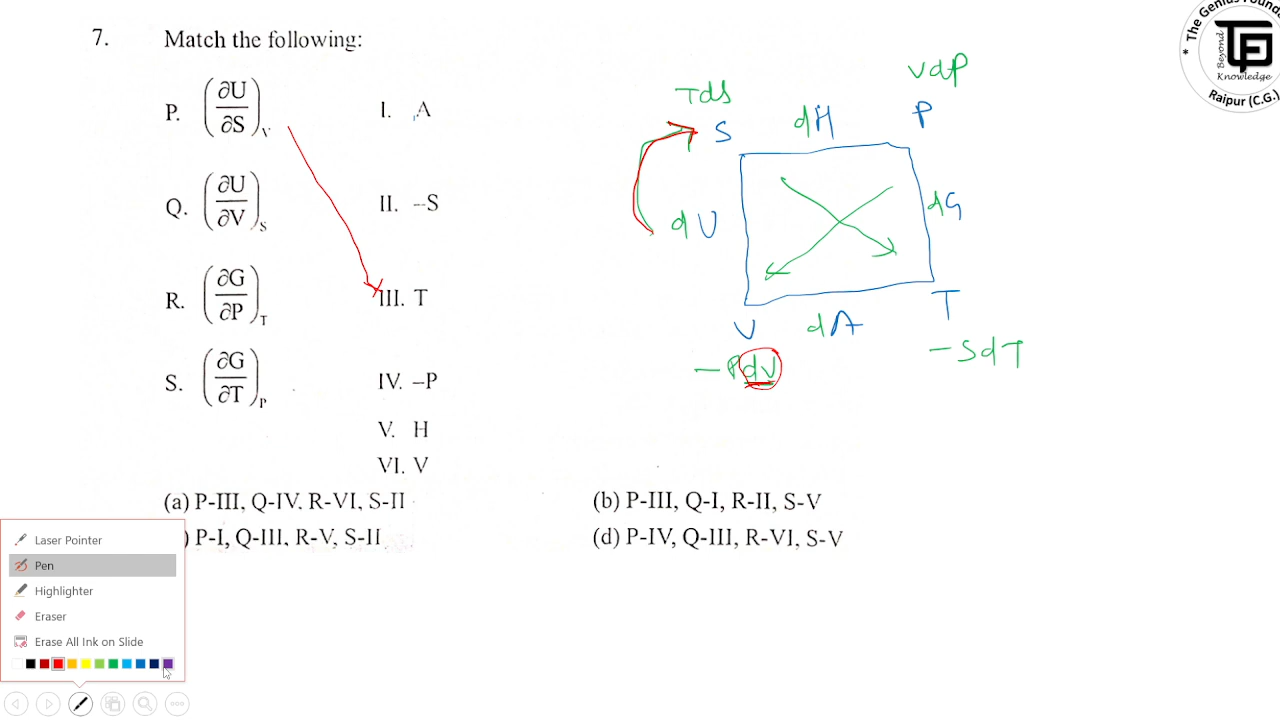 7. Match the following:
P. (∂U/∂S)V I. A
Q. (∂U/∂V)S II. –S
R. (∂G/∂P)T III. T
S. (∂G/∂T)P IV. –P
V. H
VI. V
(a) P-III, Q-IV. R-VI, S-II (b) P-III, Q-I, R-II, S-V
) P-I, Q-III, R-V, S-II (d) P-IV, Q-III, R-VI, S-V
Tds VdP
S dH P
dU dG
V dA T
-PdV -SdT
* The Genius Found
Beyond
Knowledge
Raipur (C.G.)
Laser Pointer
Pen
Highlighter
Eraser
Erase All Ink on Slide